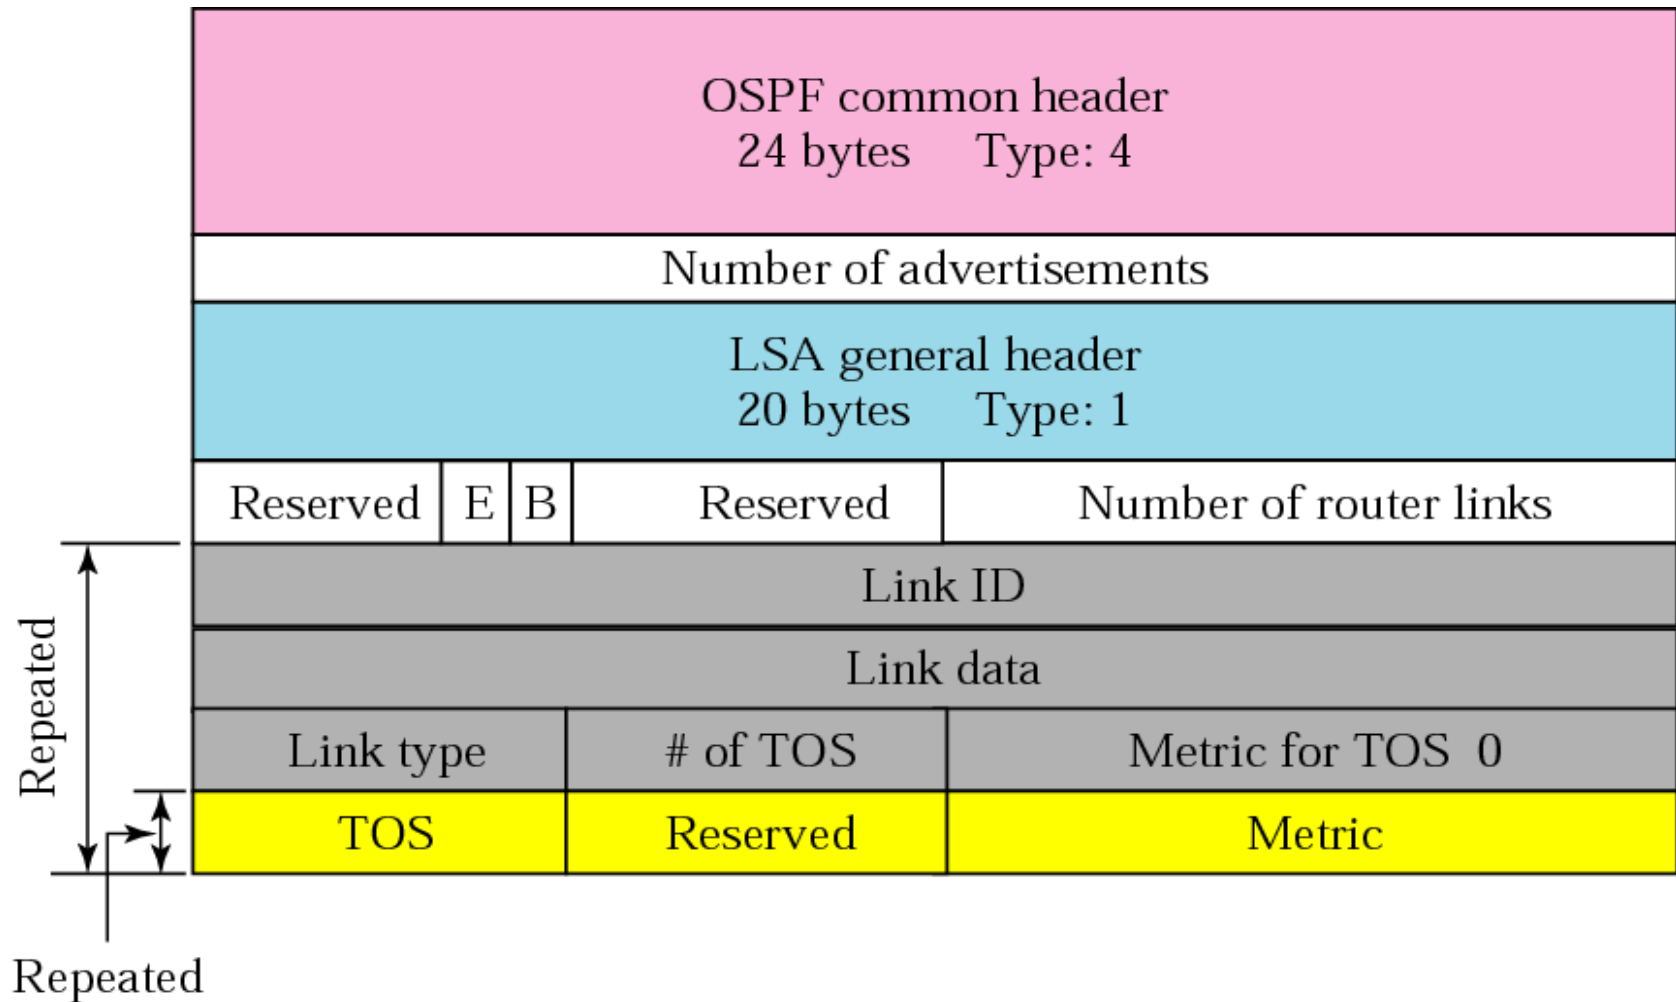 OSPF common header
24 bytes Type: 4
Number of advertisements
LSA general header
20 bytes Type: 1
Reserved E B Reserved Number of router links
Link ID
Link data
Link type # of TOS Metric for TOS 0
TOS Reserved Metric
Repeated
Repeated